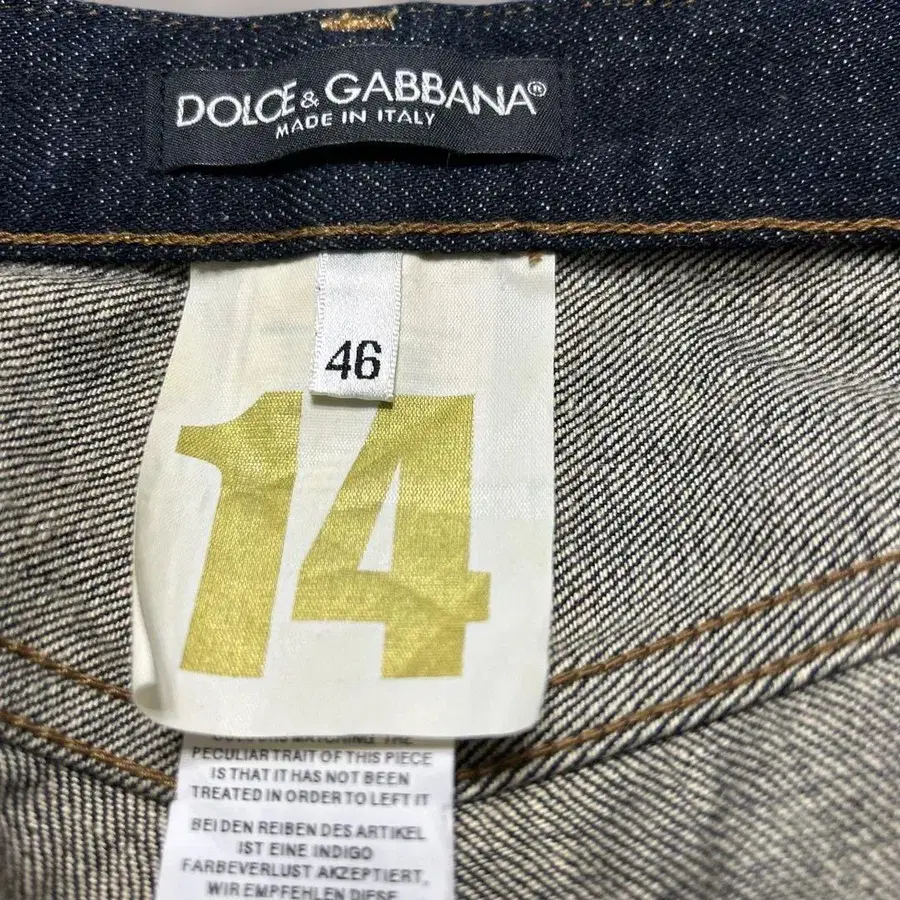 DOLCE & GABBANA®
MADE IN ITALY
46
14
PECULIAR TRAIT OF THIS PIECE
IS THAT IT HAS NOT BEEN
TREATED IN ORDER TO LEFT IT
BEI DEN REIBEN DES ARTIKEL
IST EINE INDIGO
FARBEVERLUST AKZEPTIERT,
WIR EMPFEHLEN DIESE